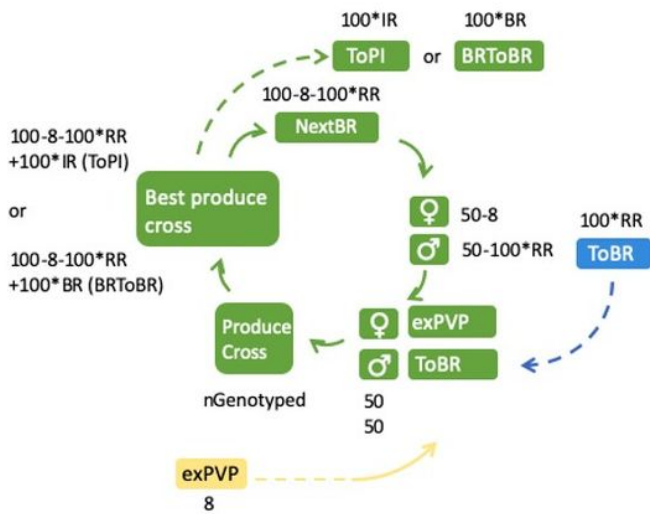 100*IR
100*BR
ToPI
or
BRToBR
100-8-100*RR
NextBR
100-8-100*RR
+100*IR (ToPI)
or
100-8-100*RR
+100*BR (BRToBR)
Best produce
cross
♀
50-8
♂
50-100*RR
100*RR
ToBR
Produce
Cross
♀
exPVP
♂
ToBR
nGenotyped
50
50
exPVP
8